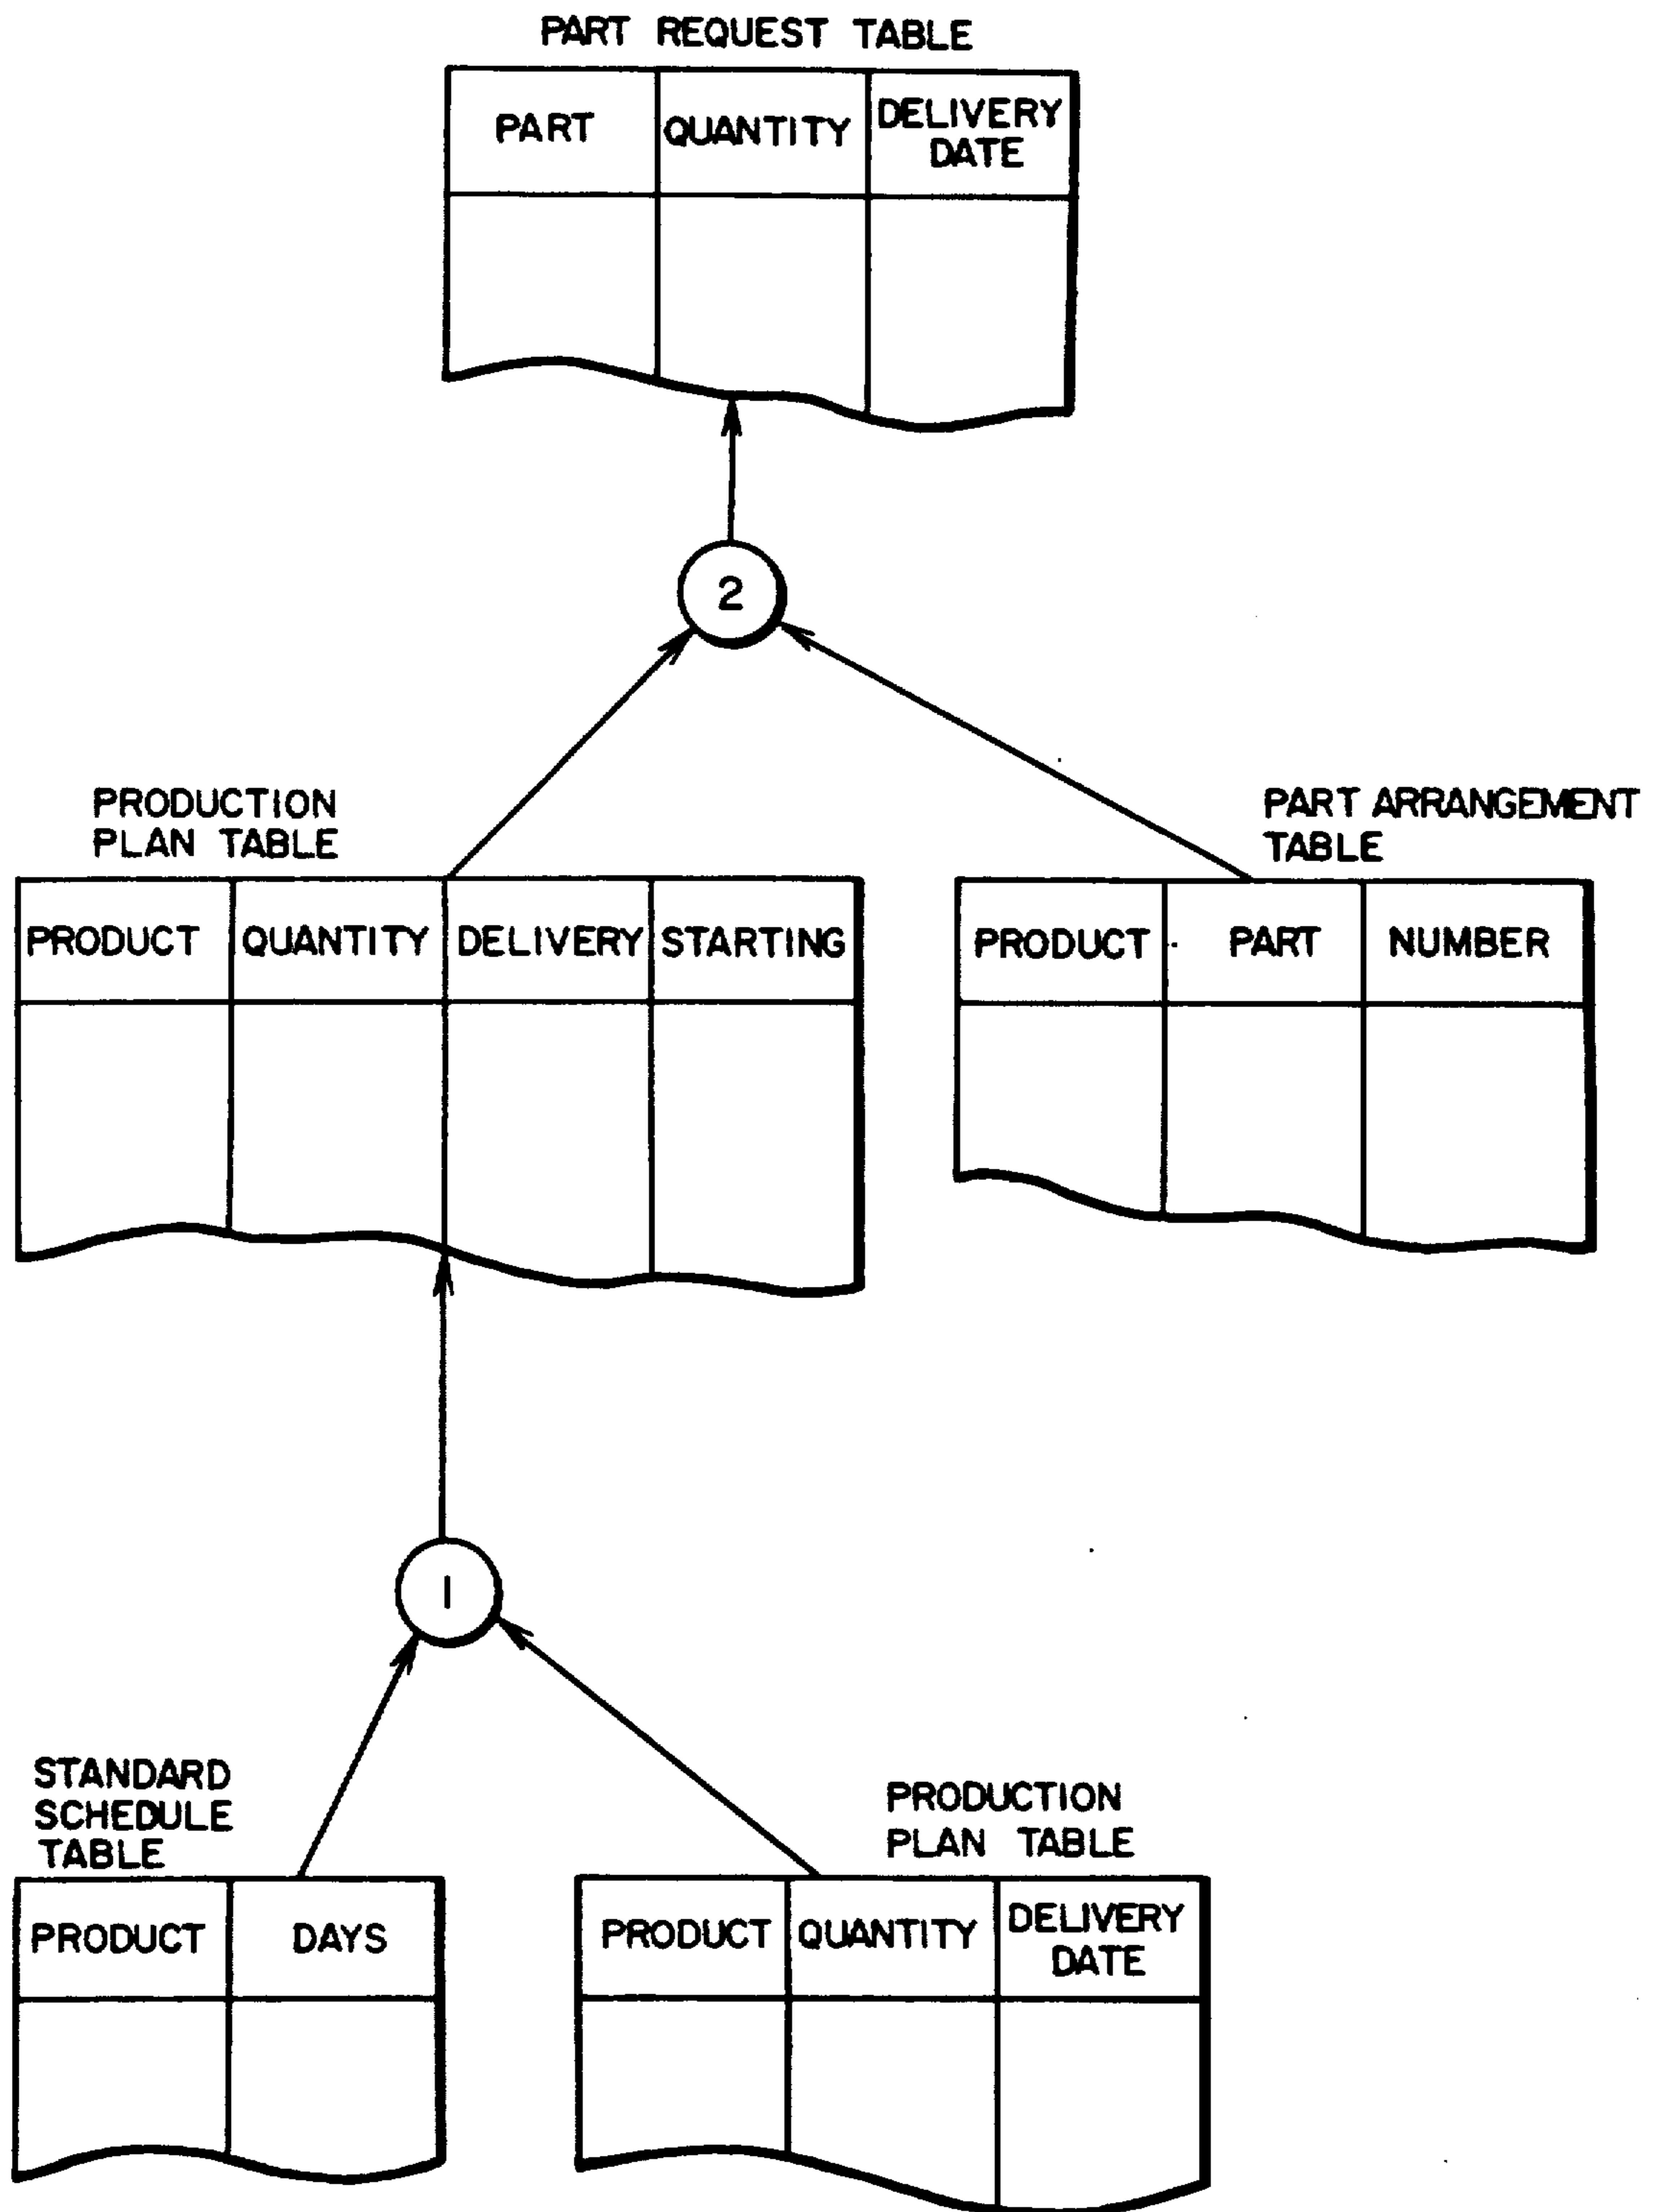 PART REQUEST TABLE
PART QUANTITY DELIVERY
DATE
2
PRODUCTION
PLAN TABLE
PART ARRANGEMENT
TABLE
PRODUCT QUANTITY DELIVERY STARTING
PRODUCT PART NUMBER
1
STANDARD
SCHEDULE
TABLE
PRODUCTION
PLAN TABLE
PRODUCT DAYS
PRODUCT QUANTITY DELIVERY
DATE